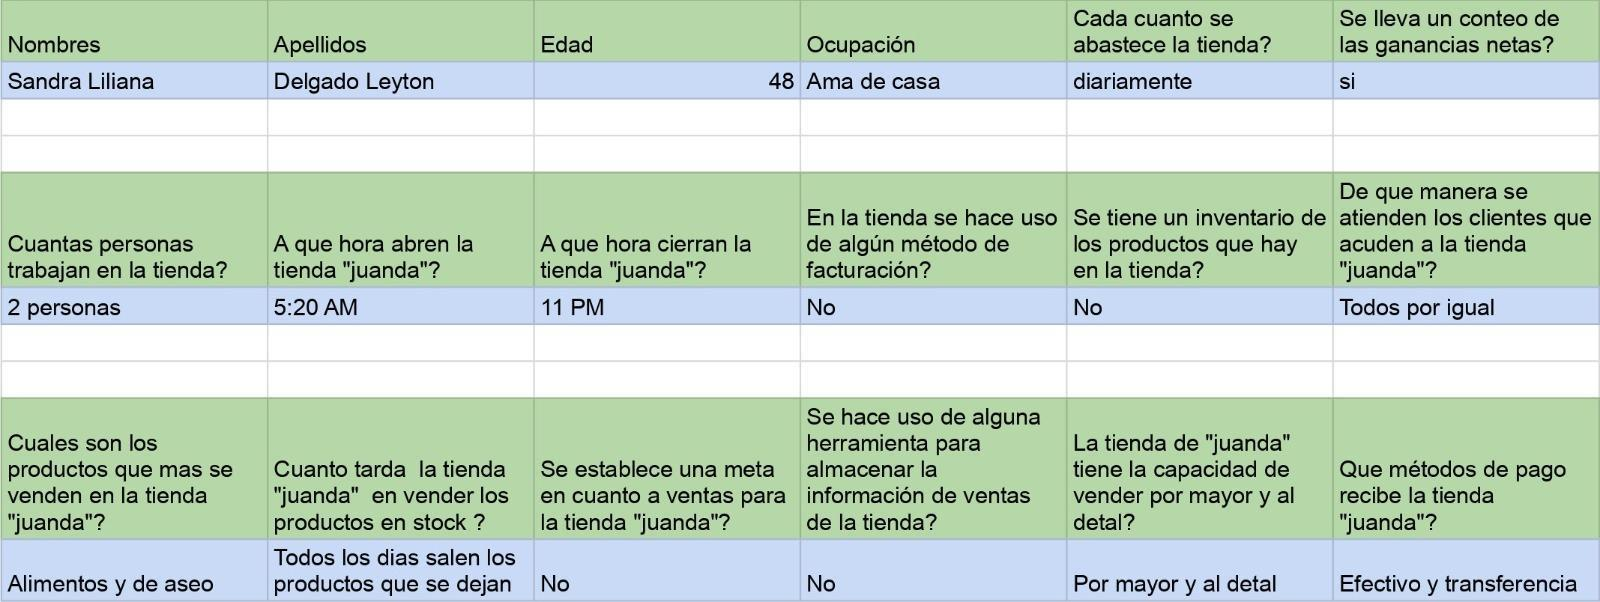 Nombres
Apellidos
Edad
Ocupación
Cada cuanto se
abastece la tienda?
Se lleva un conteo de
las ganancias netas?
Sandra Liliana
Delgado Leyton
48
Ama de casa
diariamente
si
Cuantas personas
trabajan en la tienda?
A que hora abren la
tienda "juanda"?
A que hora cierran la
tienda "juanda"?
En la tienda se hace uso
de algún método de
facturación?
Se tiene un inventario de
los productos que hay
en la tienda?
De que manera se
atienden los clientes que
acuden a la tienda
"juanda"?
2 personas
5:20 AM
11 PM
No
No
Todos por igual
Cuales son los
productos que mas se
venden en la tienda
"juanda"?
Cuanto tarda  la tienda
"juanda"  en vender los
productos en stock ?
Se establece una meta
en cuanto a ventas para
la tienda "juanda"?
Se hace uso de alguna
herramienta para
almacenar la
información de ventas
de la tienda?
La tienda de "juanda"
tiene la capacidad de
vender por mayor y al
detal?
Que métodos de pago
recibe la tienda
"juanda"?
Alimentos y de aseo
Todos los dias salen los
productos que se dejan
No
No
Por mayor y al detal
Efectivo y transferencia